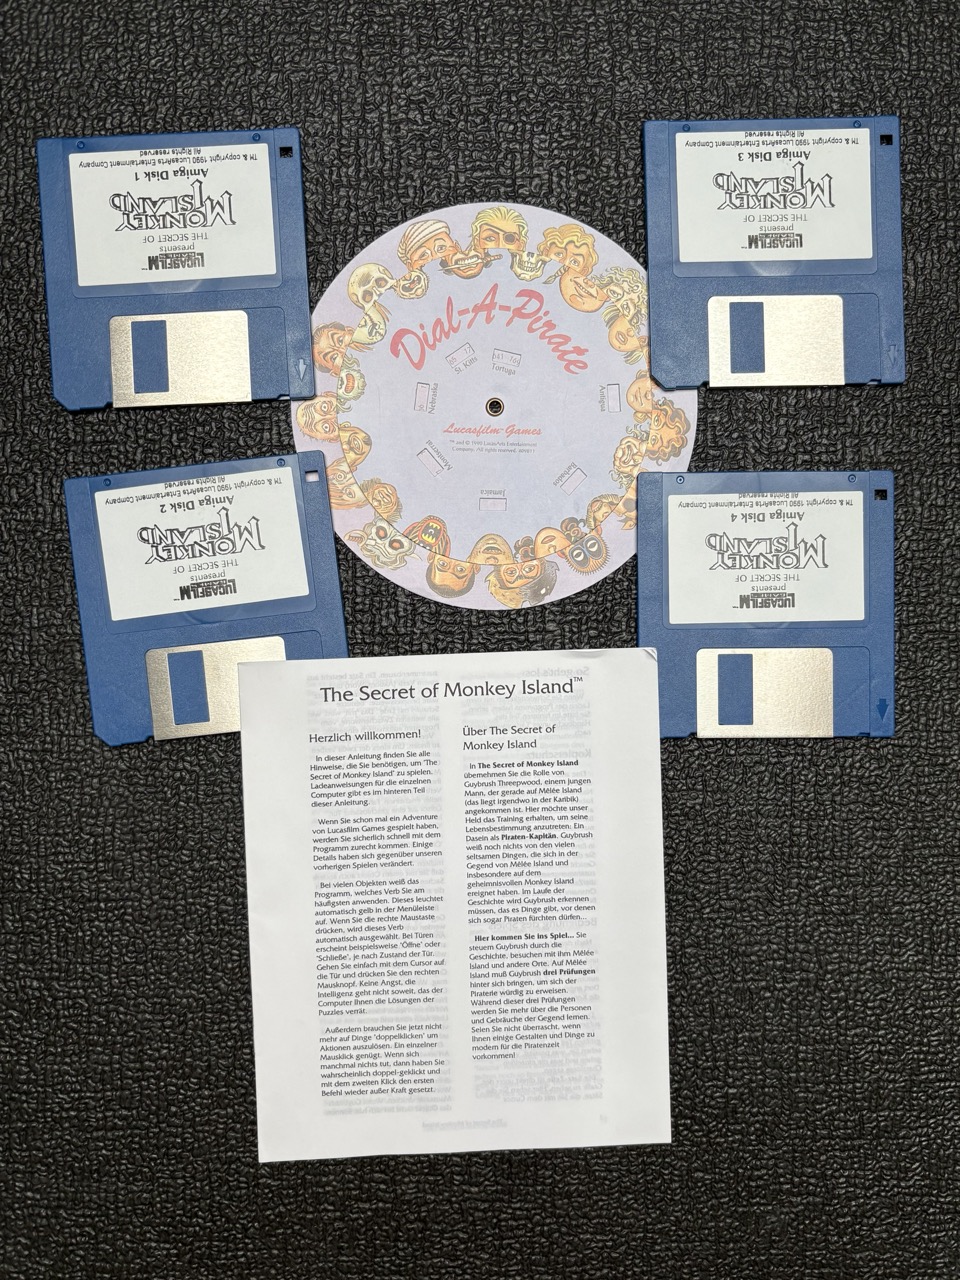 TM & copyright 1990 LucasArts Entertainment Company
All Rights reserved
Amiga Disk 1
MONKEY
ISLAND
THE SECRET OF
presents
LUCASFILM™
GAMES
TM & copyright 1990 LucasArts Entertainment Company
All Rights reserved
Amiga Disk 3
MONKEY
ISLAND
THE SECRET OF
presents
LUCASFILM™
GAMES
Dial-A-Pirate
St. Kitts
Tortuga
Nebraska
Antigua
Montserrat
Barbados
Jamaica
Lucasfilm Games
™ and © 1990 LucasArts Entertainment
Company. All rights reserved.
TM & copyright 1990 LucasArts Entertainment Company
All Rights reserved
Amiga Disk 2
MONKEY
ISLAND
THE SECRET OF
presents
LUCASFILM™
GAMES
TM & copyright 1990 LucasArts Entertainment Company
All Rights reserved
Amiga Disk 4
MONKEY
ISLAND
THE SECRET OF
presents
LUCASFILM™
GAMES
The Secret of Monkey Island™
Herzlich willkommen!
In dieser Anleitung finden Sie alle
Hinweise, die Sie benötigen, um 'The
Secret of Monkey Island' zu spielen.
Ladeanweisungen für die einzelnen
Computer gibt es im hinteren Teil
dieser Anleitung.
Wenn Sie schon mal ein Adventure
von Lucasfilm Games gespielt haben,
werden Sie sicherlich schnell mit dem
Programm zurecht kommen. Einige
Details haben sich gegenüber unseren
vorherigen Spielen verändert.
Bei vielen Objekten weiß das
Programm, welches Verb Sie am
häufigsten anwenden. Dieses leuchtet
automatisch gelb in der Menüleiste
auf. Wenn Sie die rechte Maustaste
drücken, wird dieses Verb
automatisch ausgewählt. Bei Türen
erscheint beispielsweise 'Öffne' oder
'Schließe', je nach Zustand der Tür.
Gehen Sie einfach mit dem Cursor auf
die Tür und drücken Sie den rechten
Mausknopf. Keine Angst, die
Intelligenz geht nicht soweit, das der
Computer Ihnen die Lösungen der
Puzzles verrät.
Außerdem brauchen Sie jetzt nicht
mehr auf Dinge 'doppelklicken' um
Aktionen auszulösen. Ein einzelner
Mausklick genügt. Wenn sich
manchmal nichts tut, dann haben Sie
wahrscheinlich doppel-geklickt und
mit dem zweiten Klick den ersten
Befehl wieder außer Kraft gesetzt.
Über The Secret of
Monkey Island
In The Secret of Monkey Island
übernehmen Sie die Rolle von
Guybrush Threepwood, einem jungen
Mann, der gerade auf Mêlée Island
(das liegt irgendwo in der Karibik)
angekommen ist. Hier möchte unser
Held das Training erhalten, um seine
Lebensbestimmung anzutreten: Ein
Dasein als Piraten-Kapitän. Guybrush
weiß noch nichts von den vielen
seltsamen Dingen, die sich in der
Gegend von Mêlée Island und
insbesondere auf dem
geheimnisvollen Monkey Island
ereignet haben. Im Laufe der
Geschichte wird Guybrush erkennen
müssen, das es Dinge gibt, vor denen
sich sogar Piraten fürchten dürfen...
Hier kommen Sie ins Spiel... Sie
steuern Guybrush durch die
Geschichte, besuchen mit ihm Mêlée
Island und andere Orte. Auf Mêlée
Island muß Guybrush drei Prüfungen
hinter sich bringen, um sich der
Piraterie würdig zu erweisen.
Während dieser drei Prüfungen
werden Sie mehr über die Personen
und Gebräuche der Gegend lernen.
Seien Sie nicht überrascht, wenn
Ihnen einige Gestalten und Dinge zu
modern für die Piratenzeit
vorkommen!